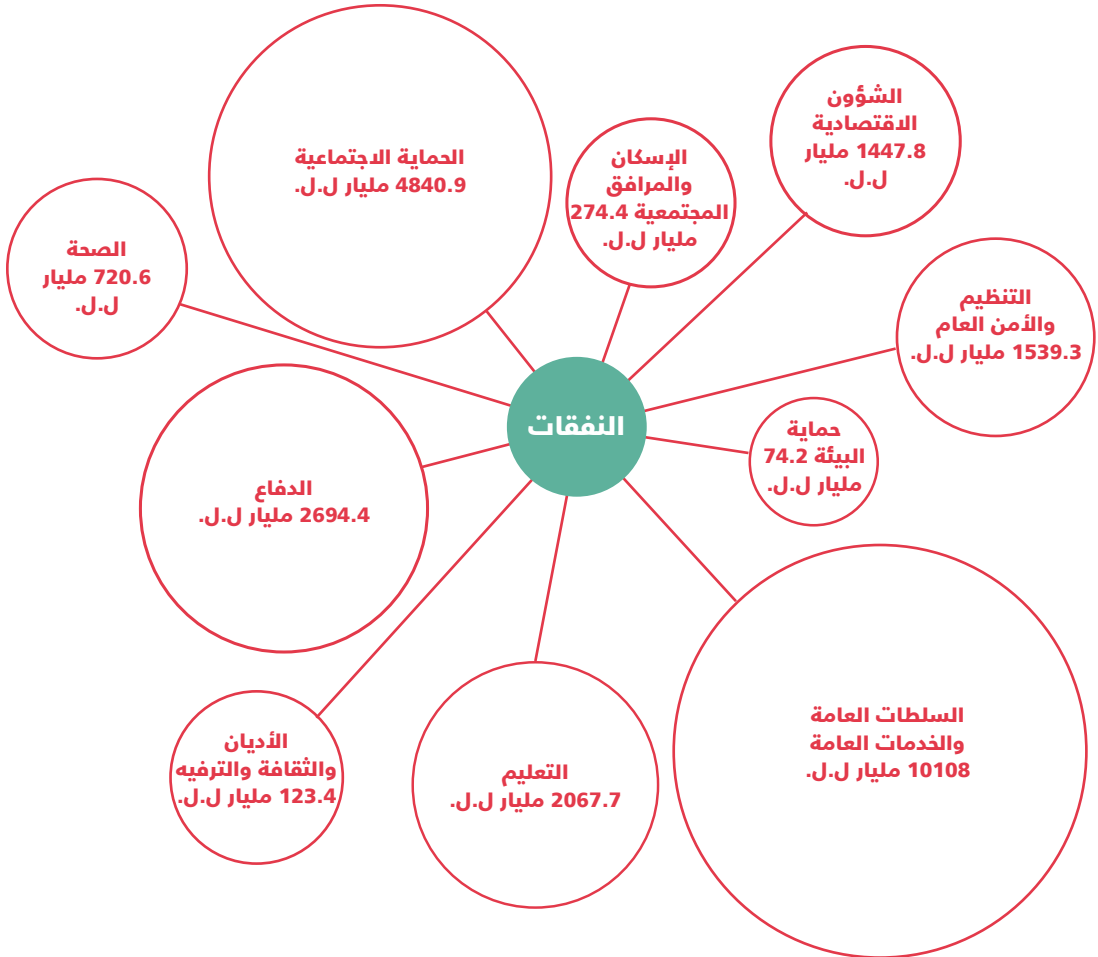 الشؤون
الاقتصادية
1447.8 مليار
ل.ل.
الإسكان
والمرافق
المجتمعية 274.4
مليار ل.ل.
الحماية الاجتماعية
4840.9 مليار ل.ل.
الصحة
720.6 مليار
ل.ل.
التنظيم
والأمن العام
1539.3 مليار ل.ل.
النفقات
حماية
البيئة 74.2
مليار ل.ل.
الدفاع
2694.4 مليار ل.ل.
السلطات العامة
والخدمات العامة
10108 مليار ل.ل.
التعليم
2067.7 مليار ل.ل.
الأديان
والثقافة والترفيه
123.4 مليار ل.ل.